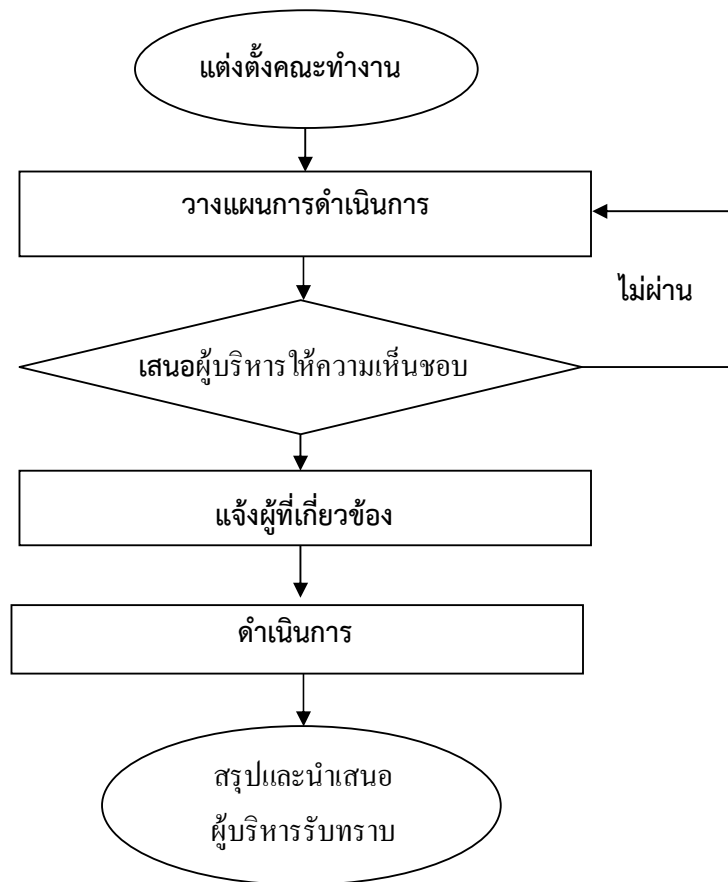 แต่งตั้งคณะทำงาน
วางแผนการดำเนินการ
ไม่ผ่าน
เสนอผู้บริหารให้ความเห็นชอบ
แจ้งผู้ที่เกี่ยวข้อง
ดำเนินการ
สรุปและนำเสนอ
ผู้บริหารรับทราบ